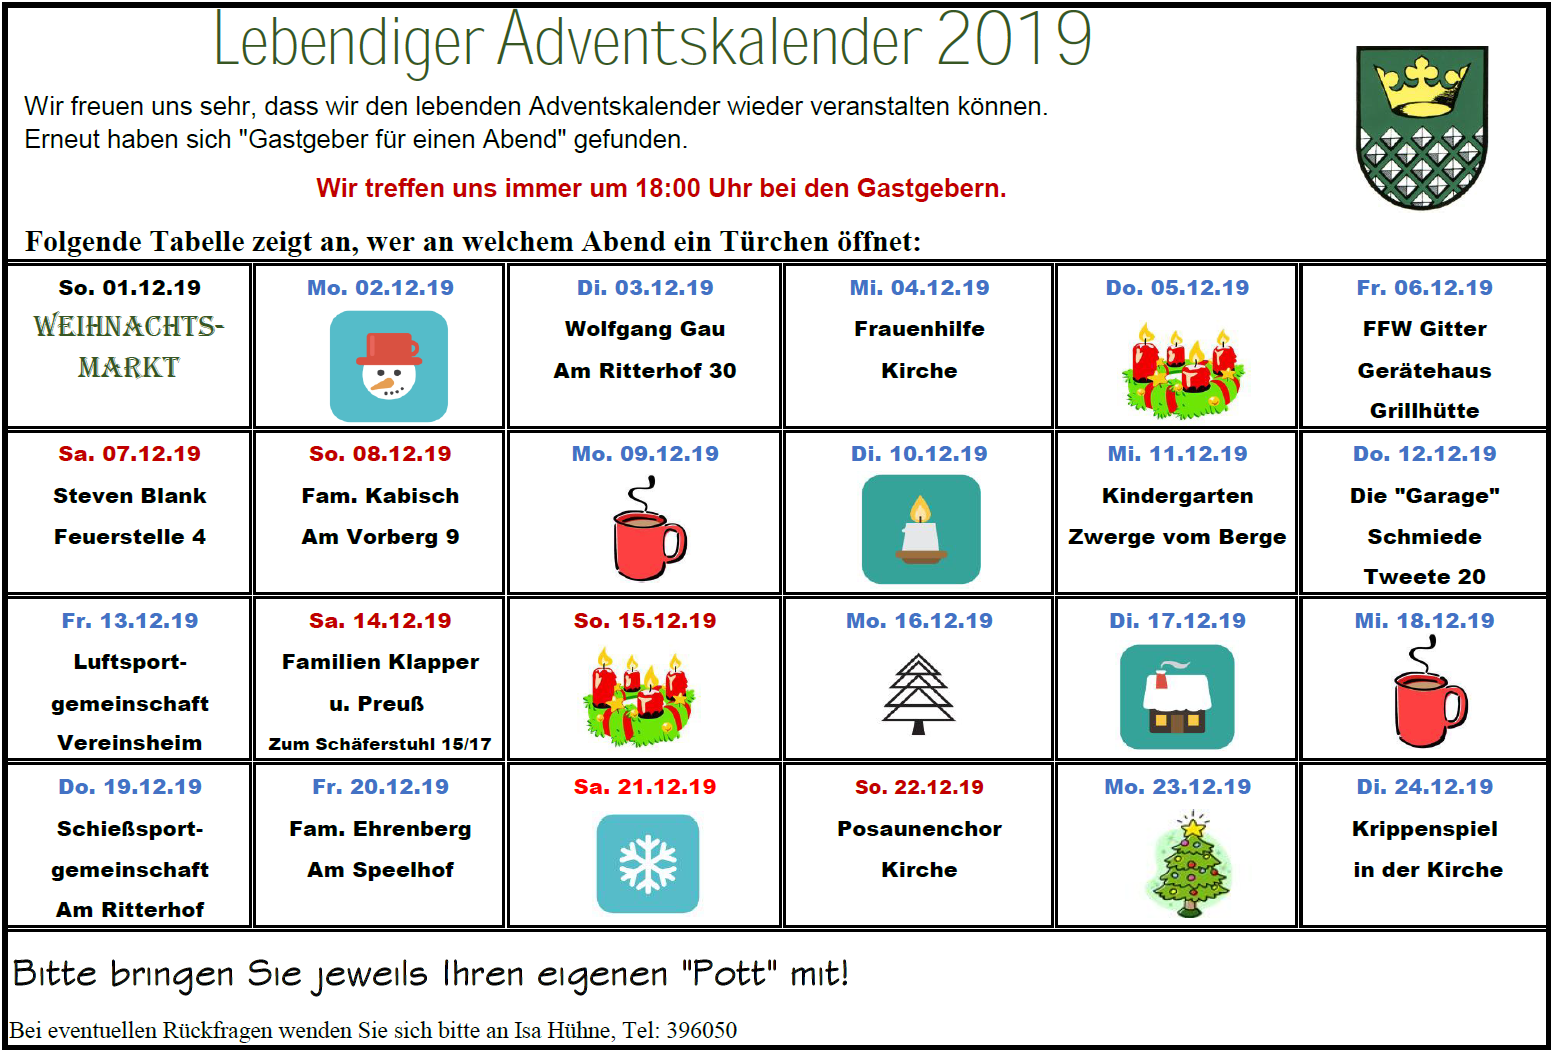 Lebendiger Adventskalender 2019
Wir freuen uns sehr, dass wir den lebenden Adventskalender wieder veranstalten können.
Erneut haben sich "Gastgeber für einen Abend" gefunden.
Wir treffen uns immer um 18:00 Uhr bei den Gastgebern.
Folgende Tabelle zeigt an, wer an welchem Abend ein Türchen öffnet:
So. 01.12.19
WEIHNACHTS-
MARKT
Mo. 02.12.19
Di. 03.12.19
Wolfgang Gau
Am Ritterhof 30
Mi. 04.12.19
Frauenhilfe
Kirche
Do. 05.12.19
Fr. 06.12.19
FFW Gitter
Gerätehaus
Grillhütte
Sa. 07.12.19
Steven Blank
Feuerstelle 4
So. 08.12.19
Fam. Kabisch
Am Vorberg 9
Mo. 09.12.19
Di. 10.12.19
Mi. 11.12.19
Kindergarten
Zwerge vom Berge
Do. 12.12.19
Die "Garage"
Schmiede
Tweete 20
Fr. 13.12.19
Luftsport-
gemeinschaft
Vereinsheim
Sa. 14.12.19
Familien Klapper
u. Preuß
Zum Schäferstuhl 15/17
So. 15.12.19
Mo. 16.12.19
Di. 17.12.19
Mi. 18.12.19
Do. 19.12.19
Schießsport-
gemeinschaft
Am Ritterhof
Fr. 20.12.19
Fam. Ehrenberg
Am Speelhof
Sa. 21.12.19
So. 22.12.19
Posaunenchor
Kirche
Mo. 23.12.19
Di. 24.12.19
Krippenspiel
in der Kirche
Bitte bringen Sie jeweils Ihren eigenen "Pott" mit!
Bei eventuellen Rückfragen wenden Sie sich bitte an Isa Hühne, Tel: 396050